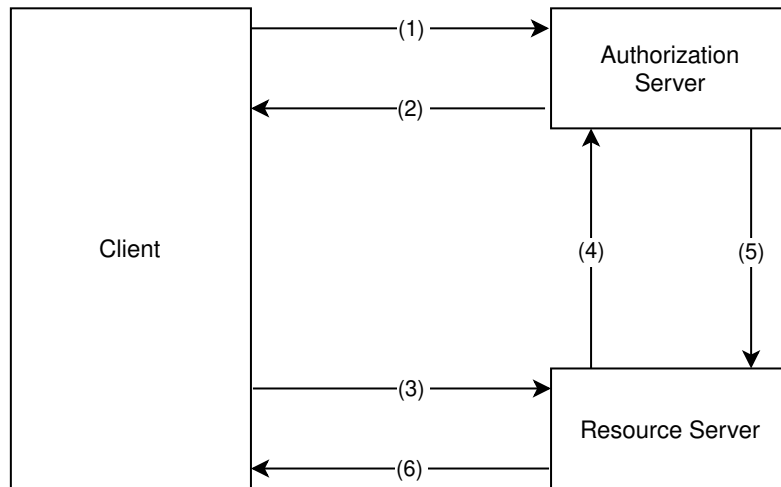 (1)
Authorization
Server
(2)
Client
(4)
(5)
(3)
Resource Server
(6)